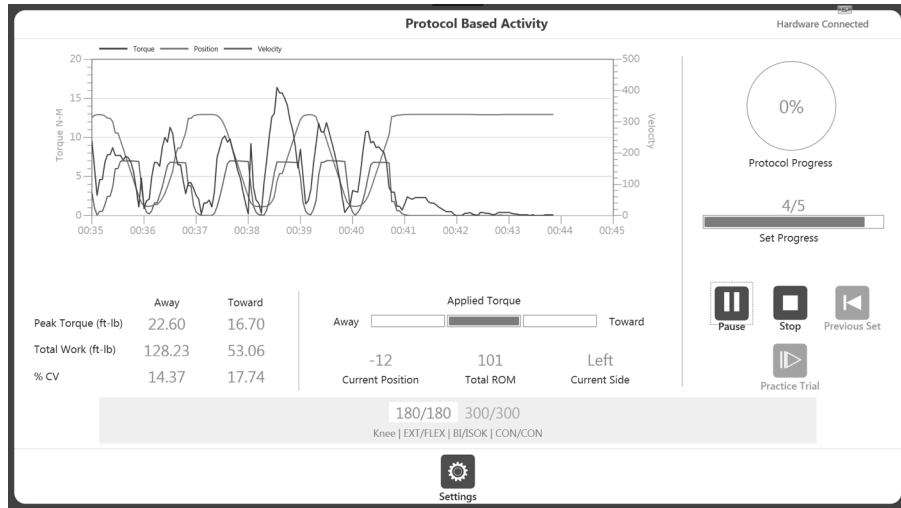 Protocol Based Activity
Hardware Connected
Torque Position Velocity
20
15
10
5
0
Torque N-M
500
400
300
200
100
0
Velocity
00:35 00:36 00:37 00:38 00:39 00:40 00:41 00:42 00:43 00:44 00:45
0%
Protocol Progress
4/5
Set Progress
Away Toward
Peak Torque (ft-lb) 22.60 16.70
Total Work (ft-lb) 128.23 53.06
% CV 14.37 17.74
Applied Torque
Away Toward
-12 101 Left
Current Position Total ROM Current Side
Pause Stop Previous Set
Practice Trial
180/180 300/300
Knee | EXT/FLEX | BI/ISOK | CON/CON
Settings